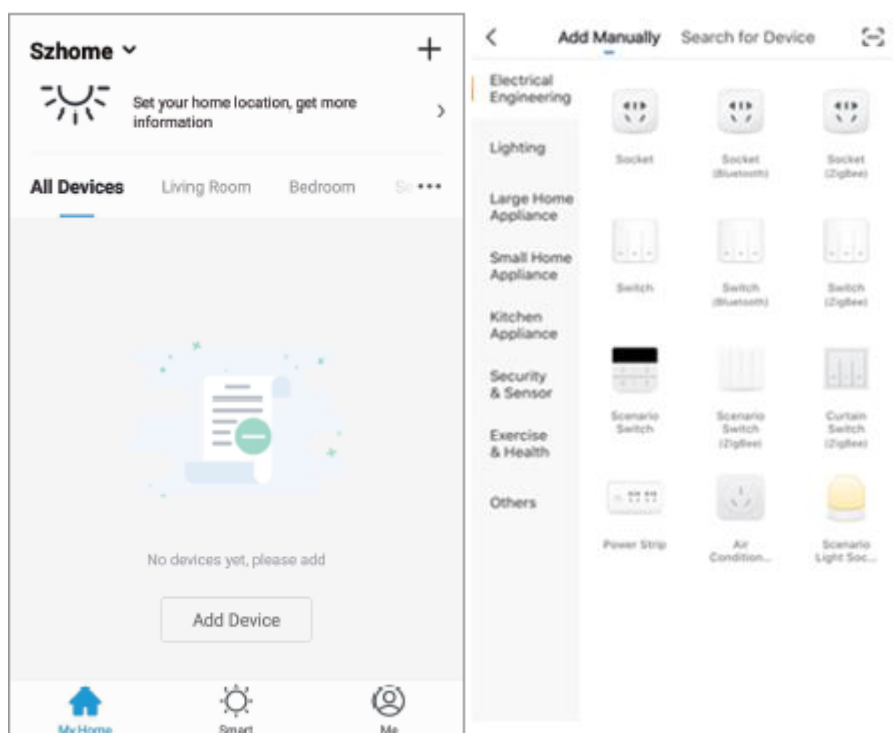 Szhome
Set your home location, get more
information
All Devices
Living Room
Bedroom
No devices yet, please add
Add Device
My Home
Smart
Me
Add Manually
Search for Device
Electrical
Engineering
Lighting
Large Home
Appliance
Small Home
Appliance
Kitchen
Appliance
Security
& Sensor
Exercise
& Health
Others
Socket
Socket
(Bluetooth)
Socket
(ZigBee)
Switch
Switch
(Bluetooth)
Switch
(ZigBee)
Scenario
Switch
Scenario
Switch
(ZigBee)
Curtain
Switch
(ZigBee)
Power Strip
Air
Condition...
Scenario
Light Soc...